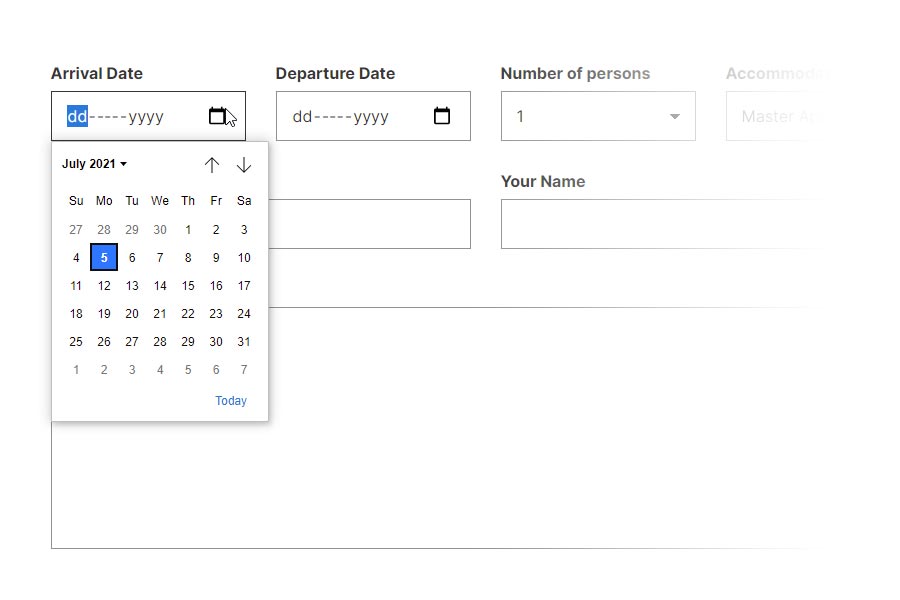 Arrival Date Departure Date Number of persons Accommoda
dd-----yyyy dd-----yyyy 1 Master Ap
July 2021
Your Name
Su Mo Tu We Th Fr Sa
27 28 29 30 1 2 3
4 5 6 7 8 9 10
11 12 13 14 15 16 17
18 19 20 21 22 23 24
25 26 27 28 29 30 31
1 2 3 4 5 6 7
Today